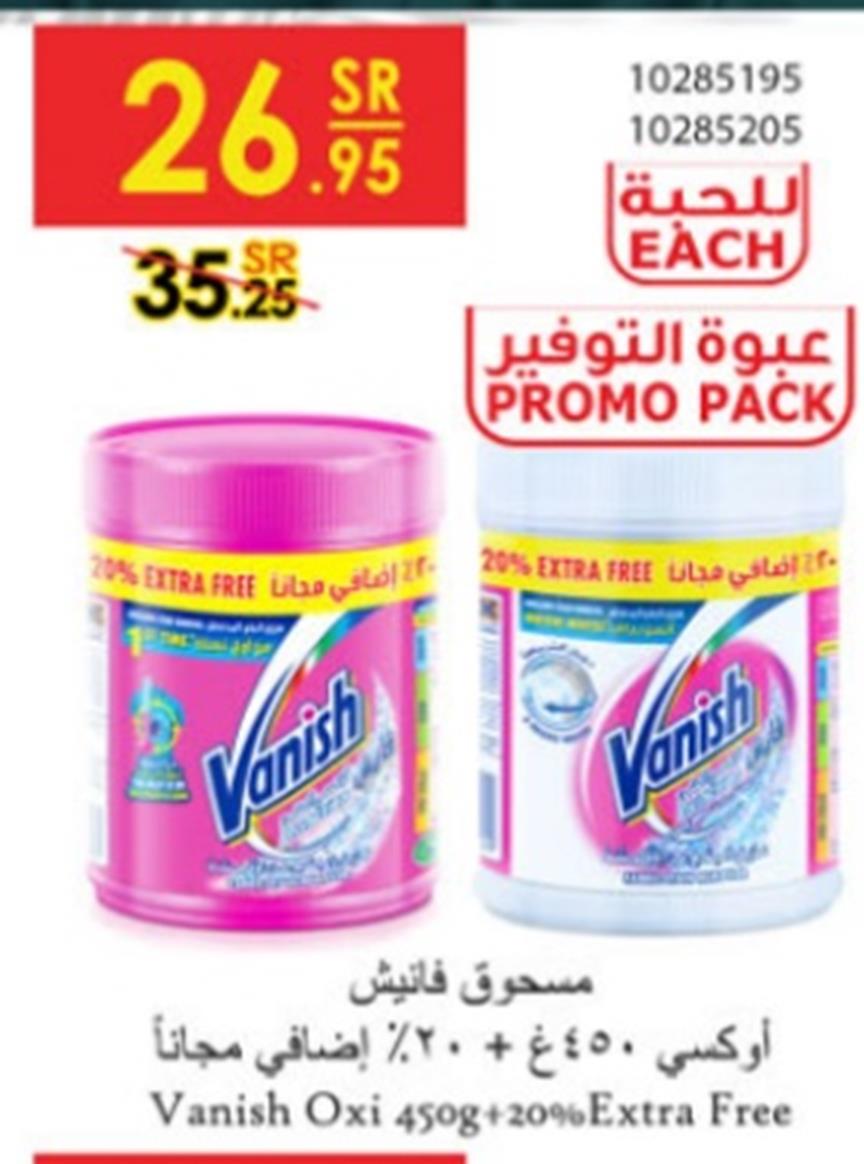 26.95 SR
10285195
10285205
للحبة
EACH
35.25 SR
عبوة التوفير
PROMO PACK
20% EXTRA FREE إضافي مجاناً ٪٢٠
20% EXTRA FREE إضافي مجاناً ٪٢٠
Vanish
فانيش
Vanish
فانيش
مسحوق فانيش
أوكسي ٤٥٠غ + ٢٠٪ إضافي مجاناً
Vanish Oxi 450g+20%Extra Free